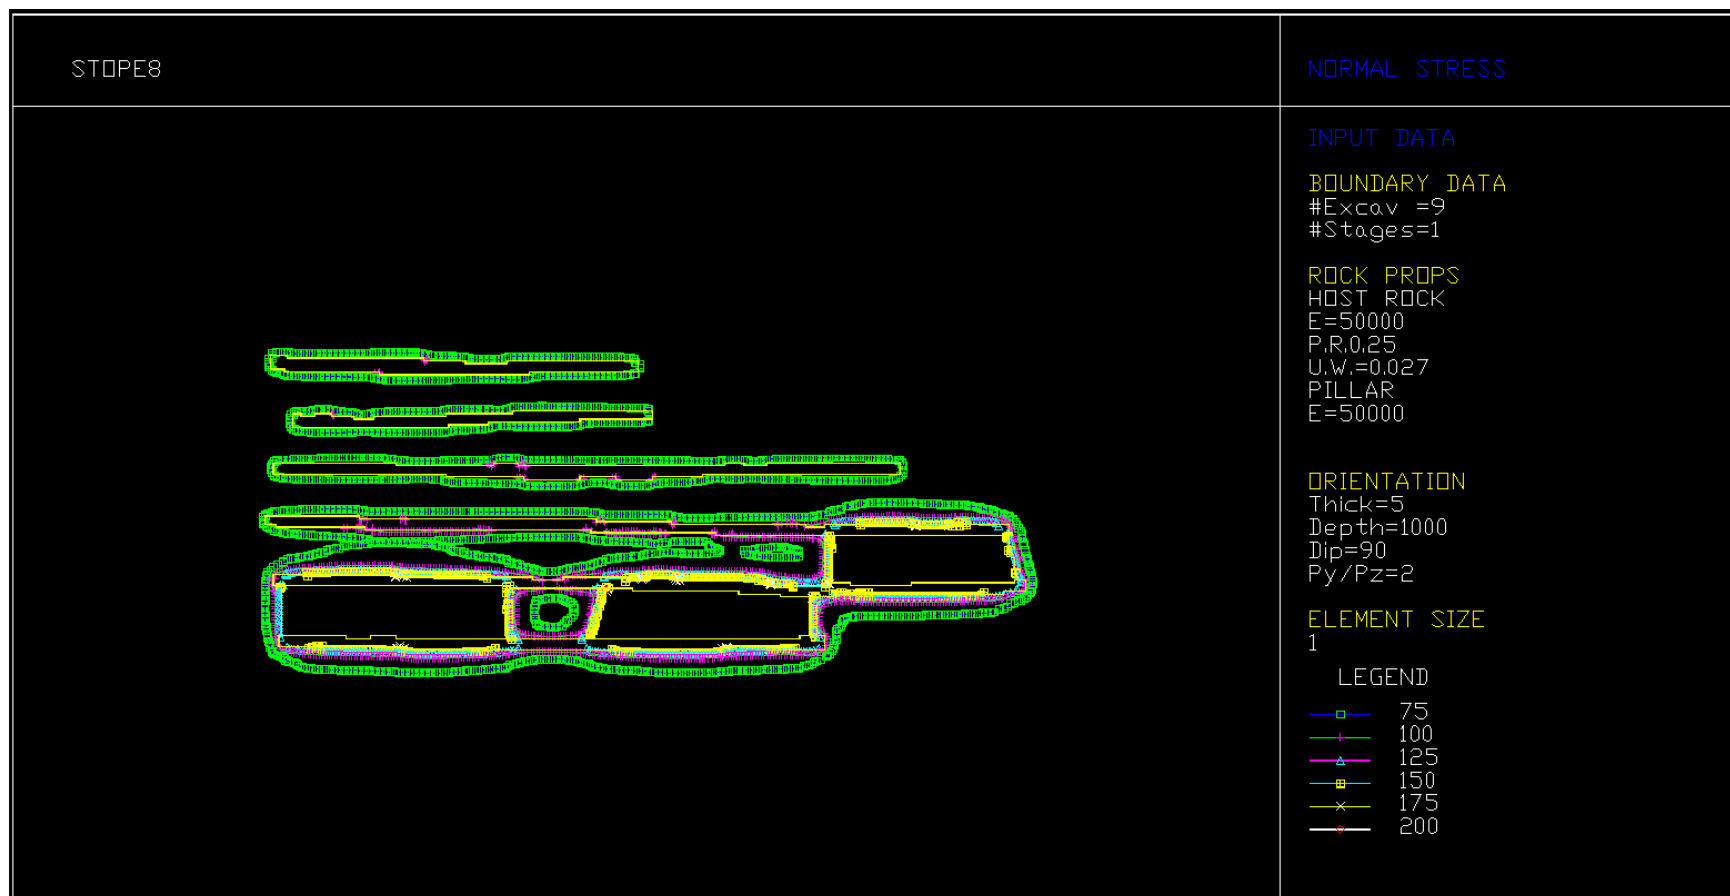 STOPE8
NORMAL STRESS
INPUT DATA
BOUNDARY DATA
#Excav =9
#Stages=1
ROCK PROPS
HOST ROCK
E=50000
P.R.0.25
U.W.=0.027
PILLAR
E=50000
ORIENTATION
Thick=5
Depth=1000
Dip=90
Py/Pz=2
ELEMENT SIZE
1
LEGEND
75
100
125
150
175
200